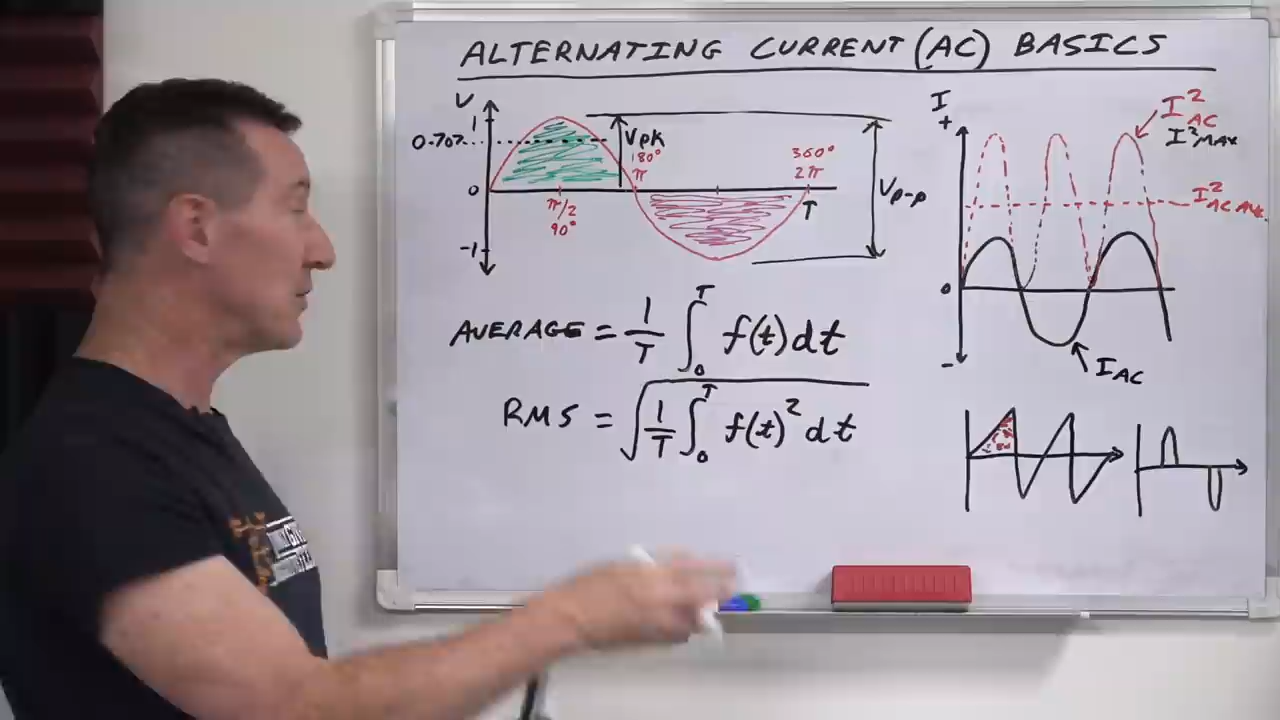 ALTERNATING CURRENT (AC) BASICS
V
1
0.707
0
-1
Vpk
180°
π
π/2
90°
360°
2π
T
Vp-p
AVERAGE = 1/T ∫₀ᵀ f(t)dt
RMS = √(1/T ∫₀ᵀ f(t)² dt)
I
+
0
-
I²AC
I²MAX
I²AC AVE.
IAC